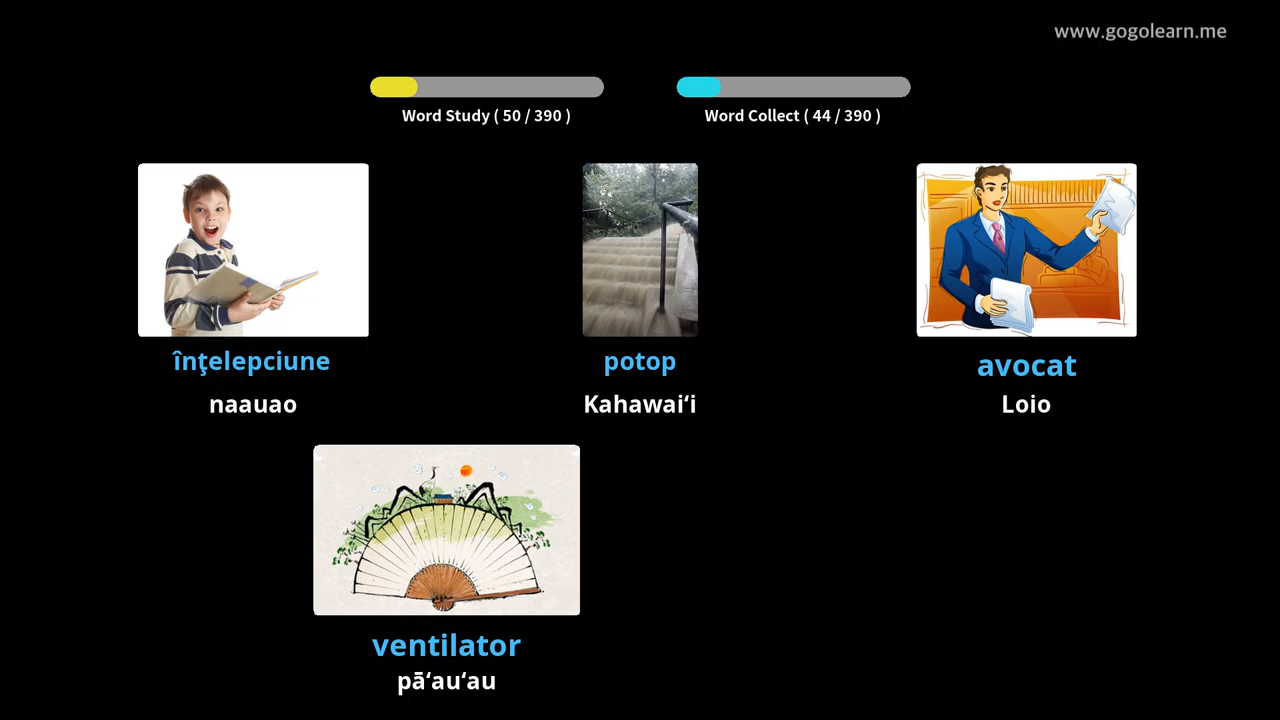 www.gogolearn.me
Word Study ( 50 / 390 )
Word Collect ( 44 / 390 )
înţelepciune
potop
avocat
naauao
Kahawaiʻi
Loio
ventilator
pāʻauʻau